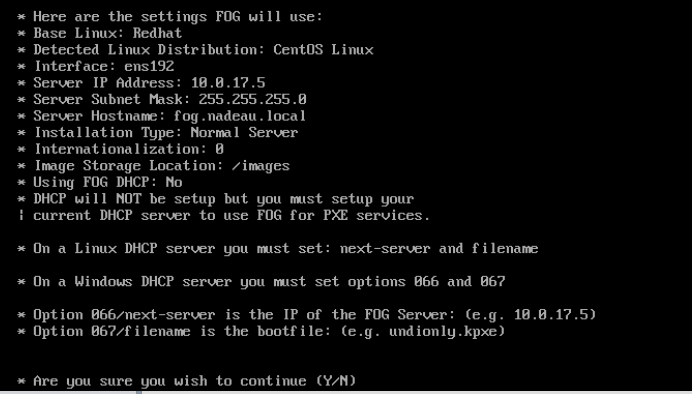 * Here are the settings FOG will use:
* Base Linux: Redhat
* Detected Linux Distribution: CentOS Linux
* Interface: ens192
* Server IP Address: 10.0.17.5
* Server Subnet Mask: 255.255.255.0
* Server Hostname: fog.nadeau.local
* Installation Type: Normal Server
* Internationalization: 0
* Image Storage Location: /images
* Using FOG DHCP: No
* DHCP will NOT be setup but you must setup your
| current DHCP server to use FOG for PXE services.
* On a Linux DHCP server you must set: next-server and filename
* On a Windows DHCP server you must set options 066 and 067
* Option 066/next-server is the IP of the FOG Server: (e.g. 10.0.17.5)
* Option 067/filename is the bootfile: (e.g. undionly.kpxe)
* Are you sure you wish to continue (Y/N)